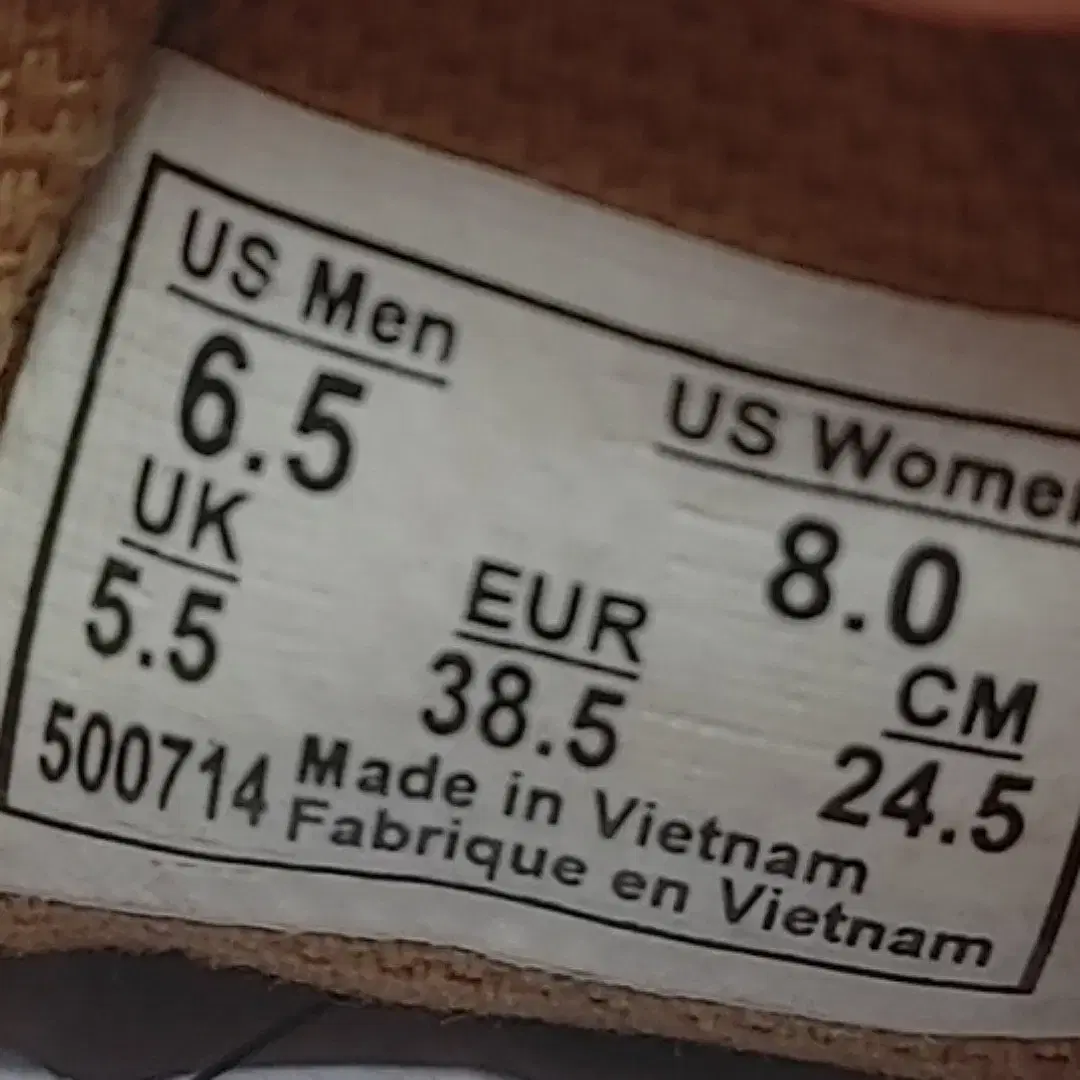 US Men
6.5
US Women
8.0
UK
5.5
EUR
38.5
CM
24.5
500714
Made in Vietnam
Fabrique en Vietnam